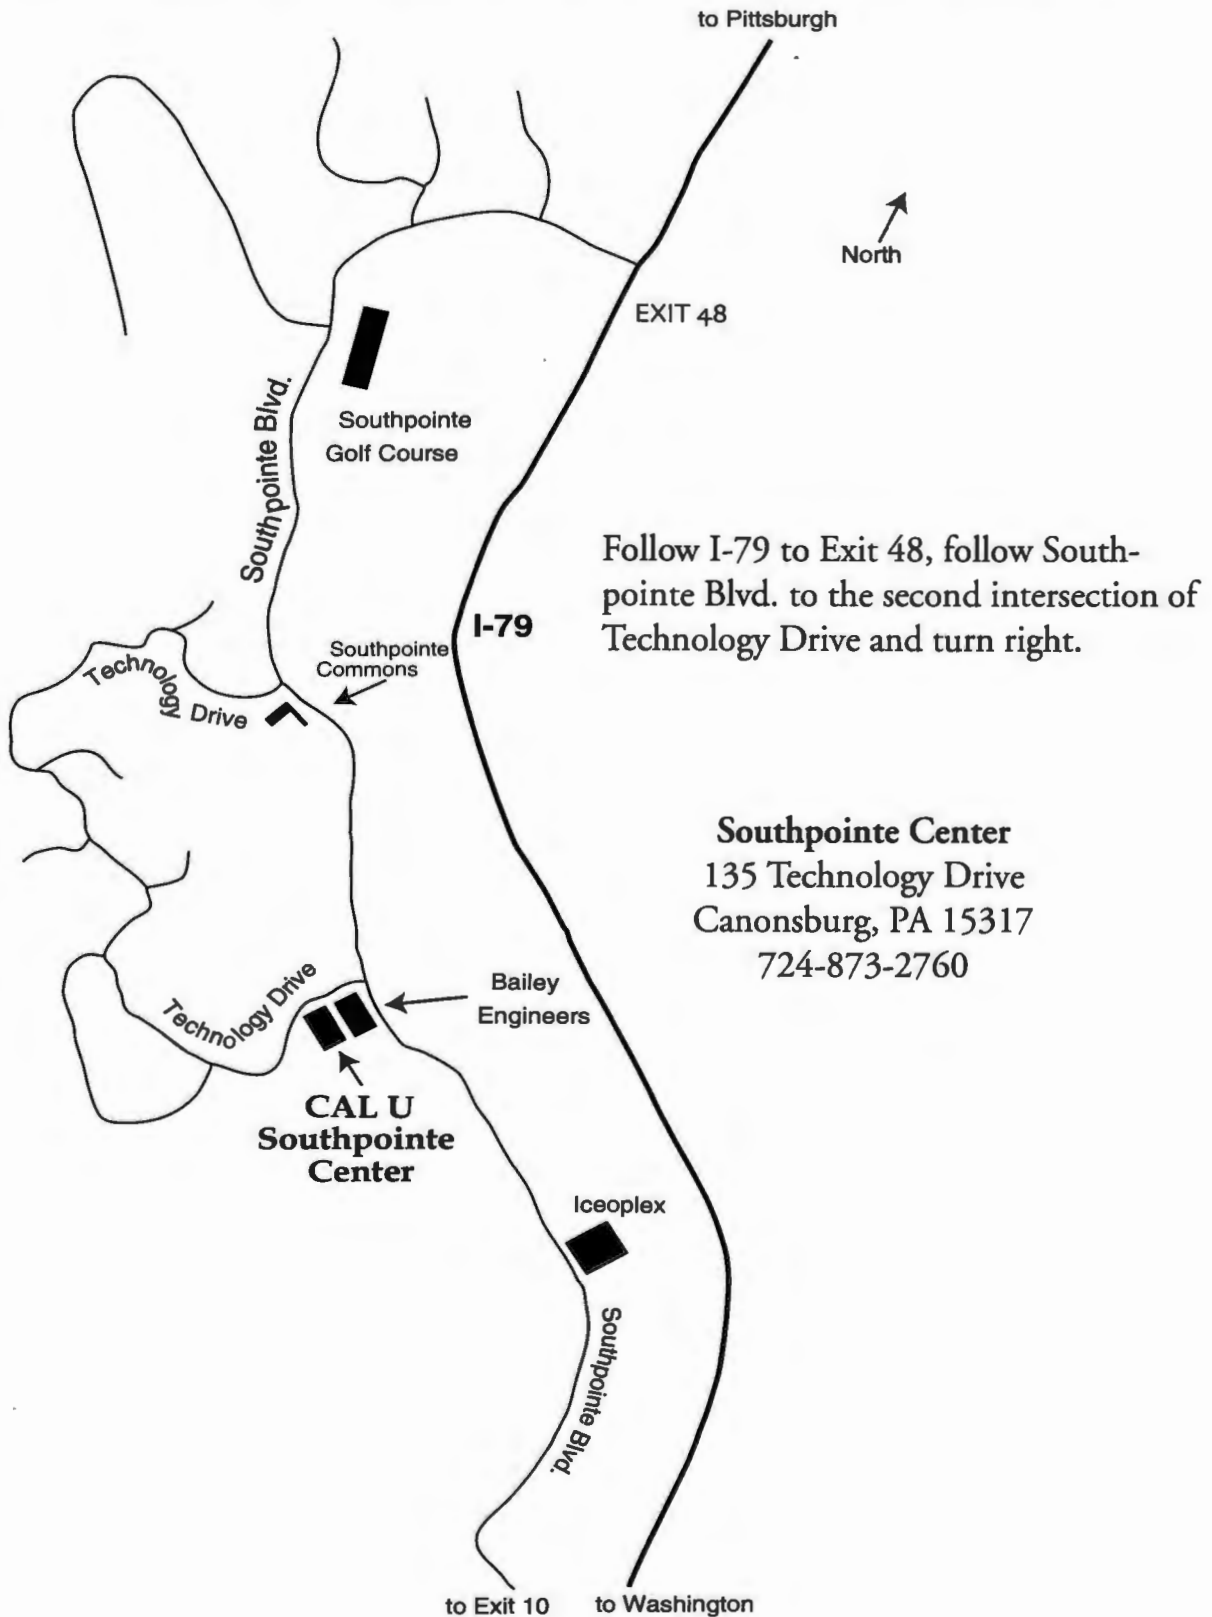 to Pittsburgh
North
EXIT 48
Southpointe Blvd.
Southpointe
Golf Course
Follow I-79 to Exit 48, follow South-
pointe Blvd. to the second intersection of
Technology Drive and turn right.
I-79
Southpointe
Commons
Technology Drive
Southpointe Center
135 Technology Drive
Canonsburg, PA 15317
724-873-2760
Technology Drive
Bailey
Engineers
CAL U
Southpointe
Center
Iceoplex
Southpointe Blvd.
to Exit 10
to Washington